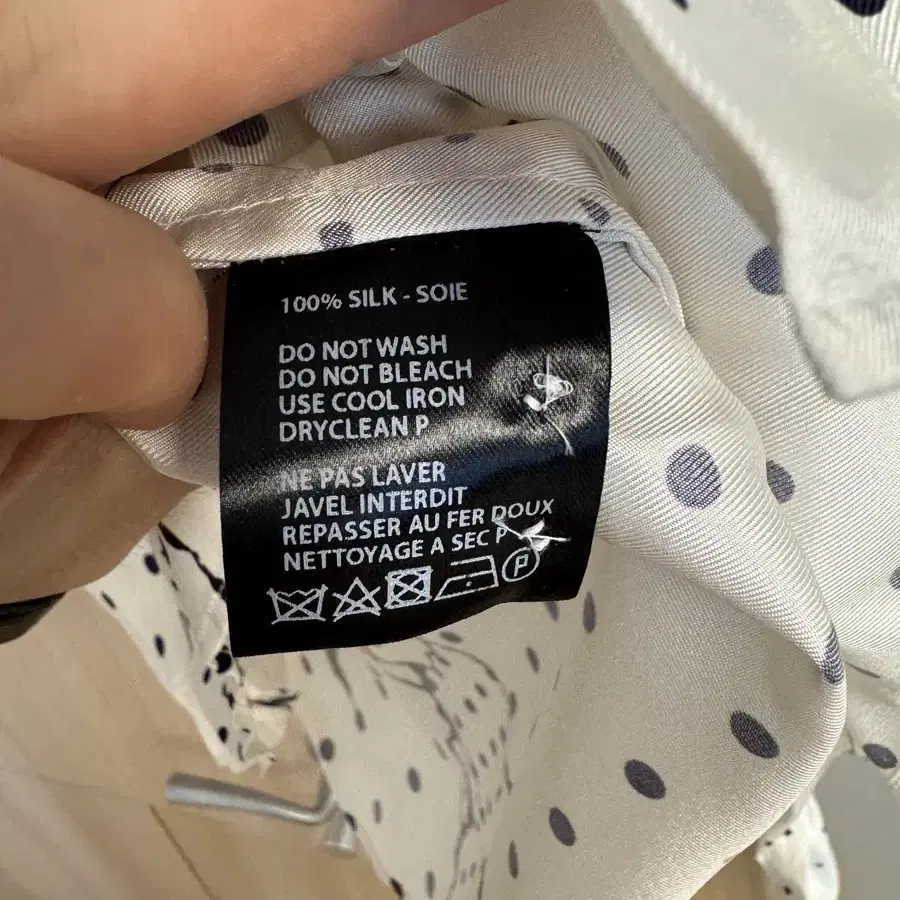 100% SILK - SOIE
DO NOT WASH
DO NOT BLEACH
USE COOL IRON
DRYCLEAN P
NE PAS LAVER
JAVEL INTERDIT
REPASSER AU FER DOUX
NETTOYAGE A SEC P
P